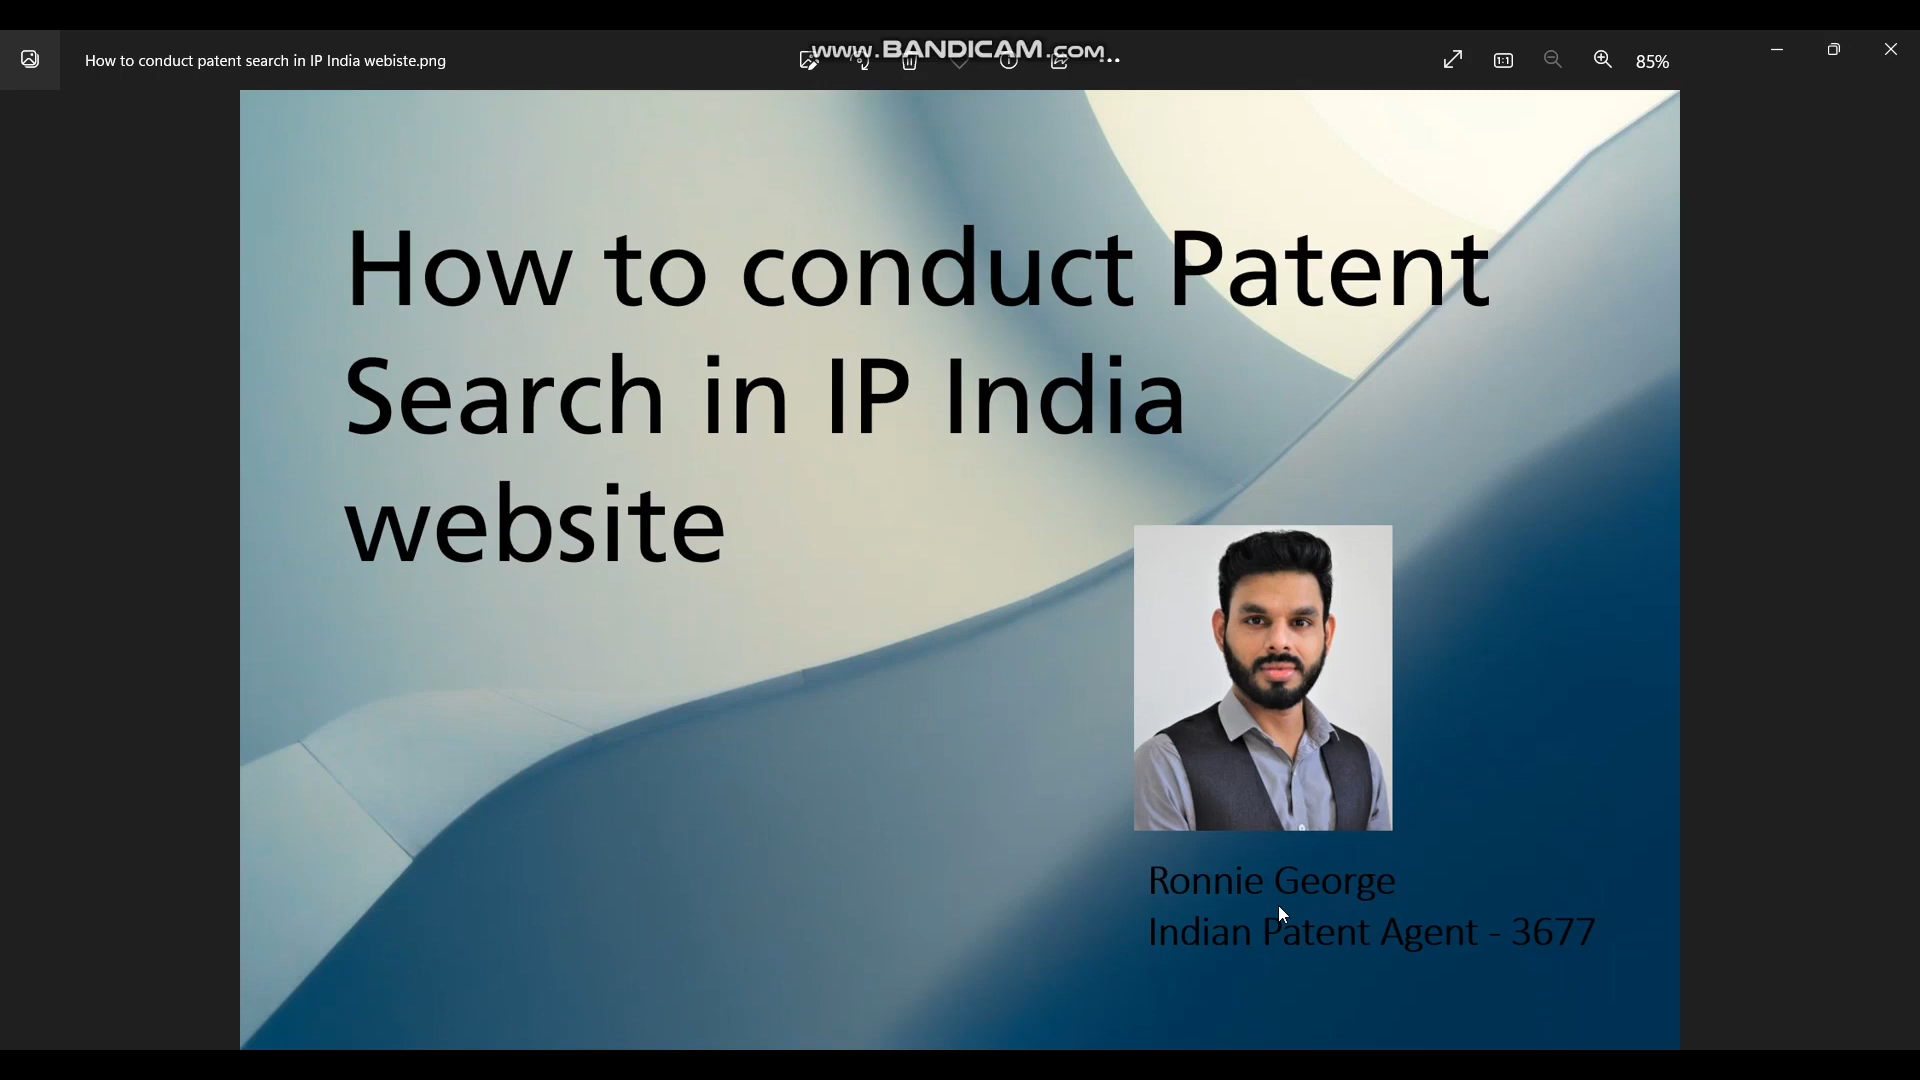 How to conduct patent search in IP India webiste.png
www.BANDICAM.COM
85%
How to conduct Patent
Search in IP India
website
Ronnie George
Indian Patent Agent - 3677